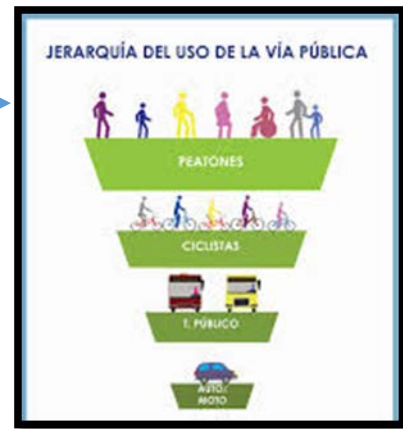 JERARQUÍA DEL USO DE LA VÍA PÚBLICA
PEATONES
CICLISTAS
T. PÚBLICO
AUTO/
MOTO